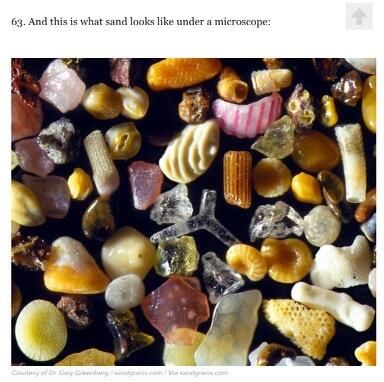 63. And this is what sand looks like under a microscope:
Courtesy of Dr. Gary Greenberg / sandgrains.com / Via sandgrains.com